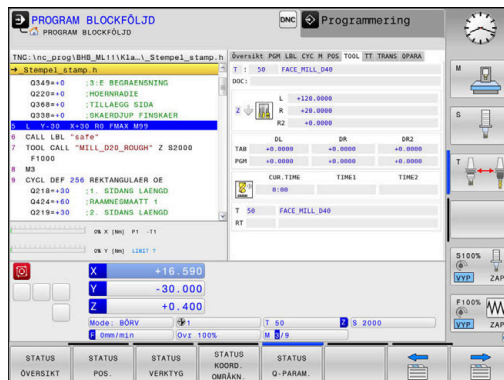 PROGRAM BLOCKFÔLJD
PROGRAM BLOCKFÔLJD
DNC
Programmering
TNC:\nc_prog\BHB_ML11\Kla…\_Stempel_stamp.h
→_Stempel_stamp.h
Q349=+0 ;3:E BEGRAENSNING
Q220=+0 ;HOERNRADIE
Q368=+0 ;TILLAEGG SIDA
Q338=+0 ;SKAERDJUP FINSKAER
5 L Y-30 X+30 R0 FMAX M99
6 CALL LBL "safe"
7 TOOL CALL "MILL_D20_ROUGH" Z S2000
F1000
8 M3
9 CYCL DEF 256 REKTANGULAER OE
Q218=+30 ;1. SIDANS LAENGD
Q424=+60 ;RAAMNESMAATT 1
Q219=+30 ;2. SIDANS LAENGD
0% X [Nm] P1 -T1
0% Y [Nm] LIMIT ?
Översikt PGM LBL CYC M POS TOOL TT TRANS QPARA
T : 50 FACE_MILL_D40
DOC:
Z L +120.0000
R +20.0000
R2 +0.0000
DL DR DR2
TAB +0.0000 +0.0000 +0.0000
PGM +0.0000 +0.0000 +0.0000
CUR.TIME TIME1 TIME2
0:00
T 50 FACE_MILL_D40
RT
X +16.590
Y -30.000
Z +0.400
Mode: BÖRV 1 T 50 Z S 2000
F 0mm/min Ovr 100% M 5/9
M
S
T
S100%
VYP ZAP
F100%
VYP ZAP
STATUS ÖVERSIKT
STATUS POS.
STATUS VERKTYG
STATUS KOORD. OMRÄKN.
STATUS Q-PARAM.